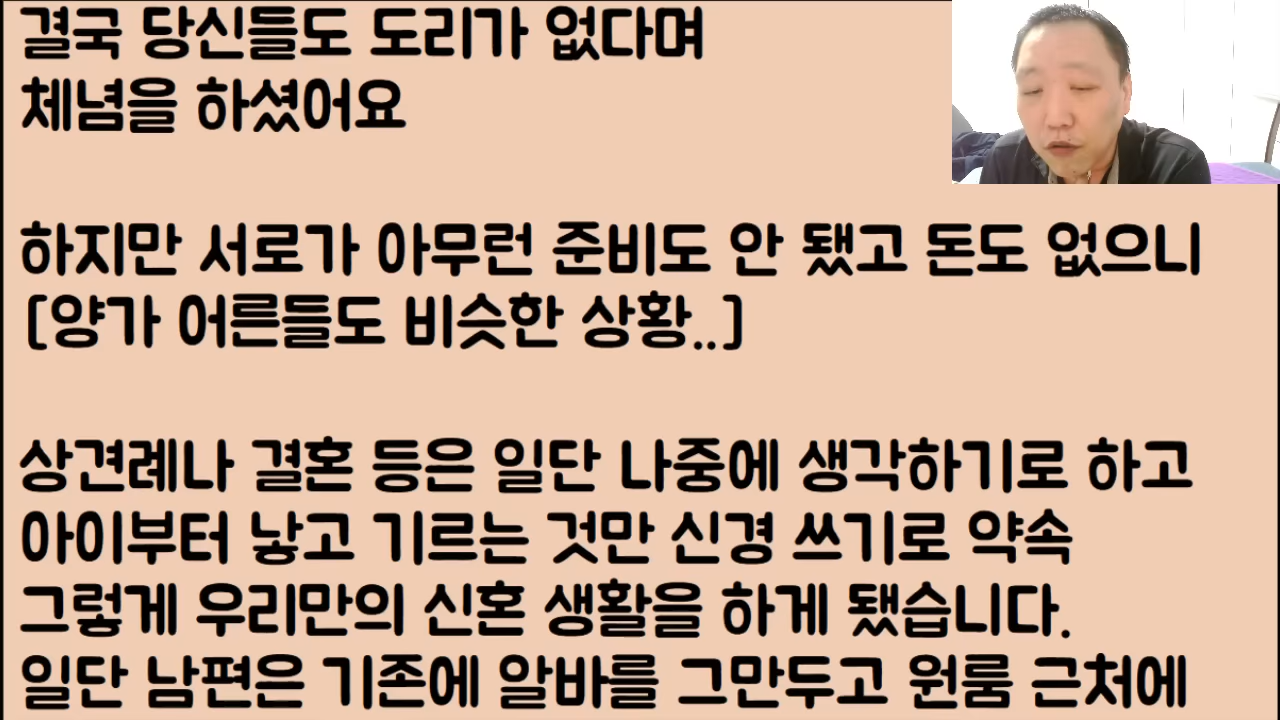 결국 당신들도 도리가 없다며
체념을 하셨어요
하지만 서로가 아무런 준비도 안 됐고 돈도 없으니
[양가 어른들도 비슷한 상황..]
상견례나 결혼 등은 일단 나중에 생각하기로 하고
아이부터 낳고 기르는 것만 신경 쓰기로 약속
그렇게 우리만의 신혼 생활을 하게 됐습니다.
일단 남편은 기존에 알바를 그만두고 원룸 근처에